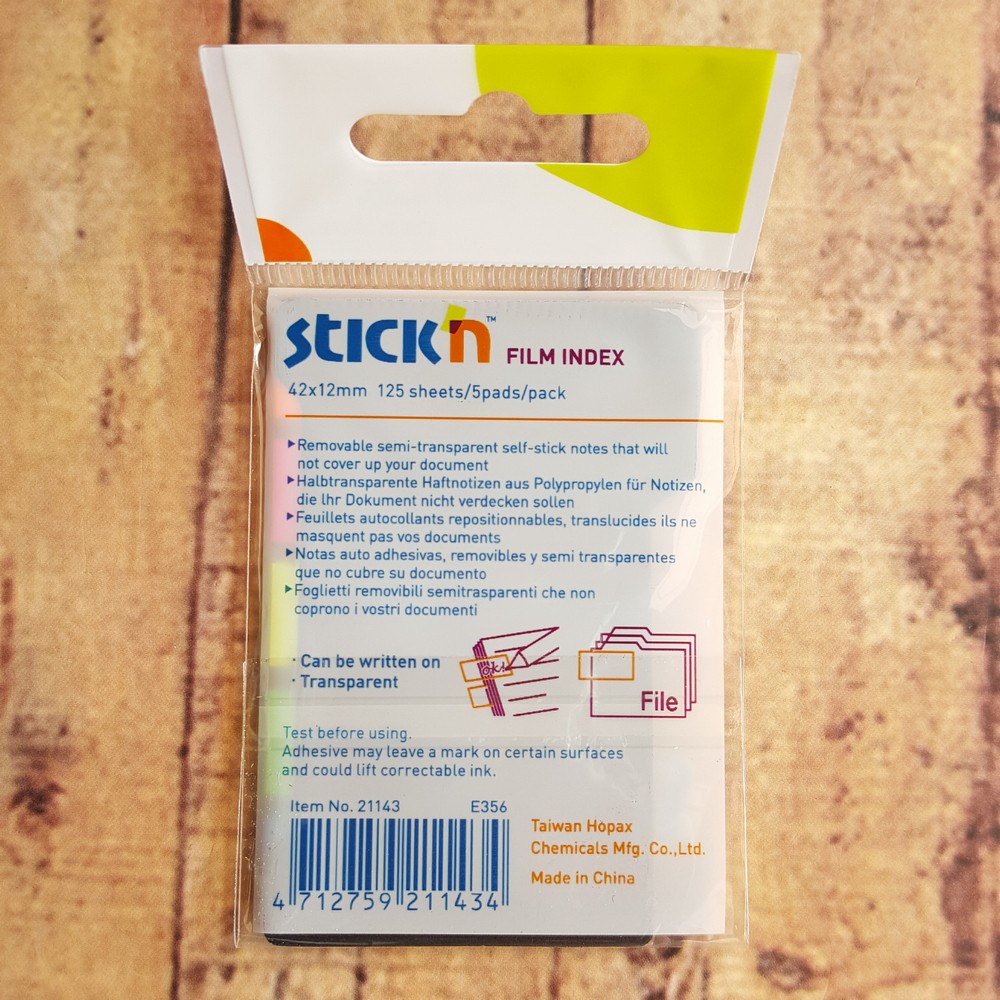 STICK'n™ FILM INDEX
42x12mm 125 sheets/5pads/pack
▶Removable semi-transparent self-stick notes that will
not cover up your document
▶Halbtransparente Haftnotizen aus Polypropylen für Notizen,
die Ihr Dokument nicht verdecken sollen
▶Feuillets autocollants repositionnables, translucides ils ne
masquent pas vos documents
▶Notas auto adhesivas, removibles y semi transparentes
que no cubre su documento
▶Foglietti removibili semitrasparenti che non
coprono i vostri documenti
· Can be written on
· Transparent
OK!
File
Test before using.
Adhesive may leave a mark on certain surfaces
and could lift correctable ink.
Item No. 21143 E356
4 712759 211434
Taiwan Hopax
Chemicals Mfg. Co.,Ltd.
Made in China